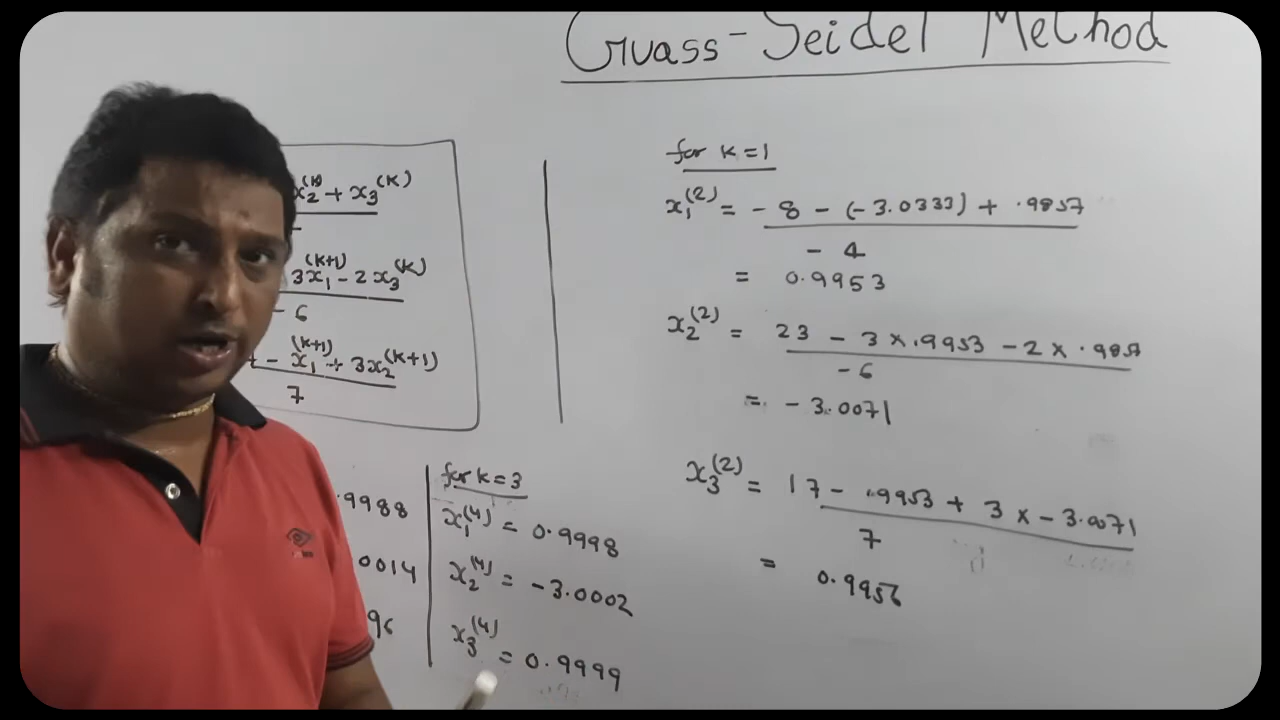 Gruass-Seidel Method
x₂^(k) + x₃^(k)
3x₁^(k+1) - 2x₃^(k)
- 6
- x₁^(k+1) + 3x₂^(k+1)
7
for k=1
x₁^(2) = - 8 - (-3.0333) + .9857
- 4
= 0.9953
x₂^(2) = 23 - 3 × .9953 - 2 × .9857
- 6
= - 3.0071
x₃^(2) = 17 - .9953 + 3 × - 3.0071
7
= 0.9956
.9988
0014
96
for k=3
x₁^(4) = 0.9998
x₂^(4) = -3.0002
x₃^(4) = 0.9999